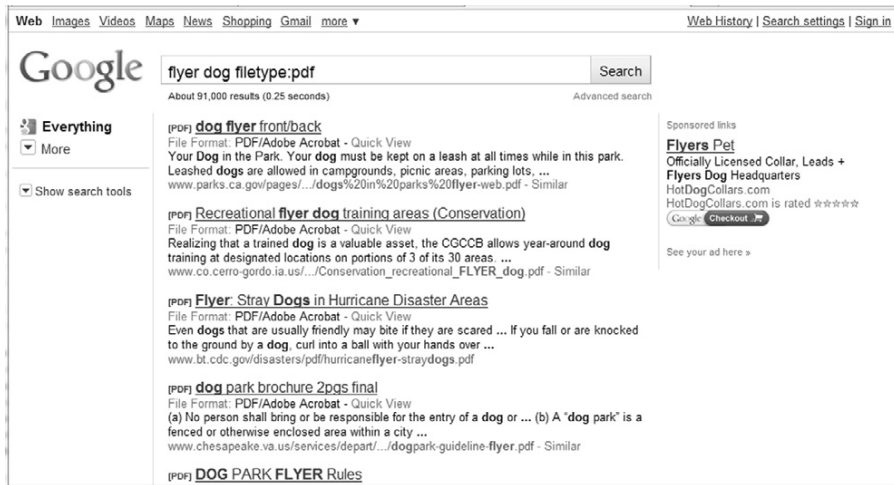 Web Images Videos Maps News Shopping Gmail more ▼
Web History | Search settings | Sign in
Google
flyer dog filetype:pdf
Search
About 91,000 results (0.25 seconds)
Advanced search
Everything
More
Show search tools
[PDF] dog flyer front/back
File Format: PDF/Adobe Acrobat - Quick View
Your Dog in the Park. Your dog must be kept on a leash at all times while in this park.
Leashed dogs are allowed in campgrounds, picnic areas, parking lots, ...
www.parks.ca.gov/pages/.../dogs%20in%20parks%20flyer-web.pdf - Similar
[PDF] Recreational flyer dog training areas (Conservation)
File Format: PDF/Adobe Acrobat - Quick View
Realizing that a trained dog is a valuable asset, the CGCCB allows year-around dog
training at designated locations on portions of 3 of its 30 areas. ...
www.co.cerro-gordo.ia.us/.../Conservation_recreational_FLYER_dog.pdf - Similar
[PDF] Flyer: Stray Dogs in Hurricane Disaster Areas
File Format: PDF/Adobe Acrobat - Quick View
Even dogs that are usually friendly may bite if they are scared ... If you fall or are knocked
to the ground by a dog, curl into a ball with your hands over ...
www.bt.cdc.gov/disasters/pdf/hurricaneflyer-straydogs.pdf
[PDF] dog park brochure 2pgs final
File Format: PDF/Adobe Acrobat - Quick View
(a) No person shall bring or be responsible for the entry of a dog or ... (b) A “dog park” is a
fenced or otherwise enclosed area within a city ...
www.chesapeake.va.us/services/depart/.../dogpark-guideline-flyer.pdf - Similar
[PDF] DOG PARK FLYER Rules
Sponsored links
Flyers Pet
Officially Licensed Collar, Leads +
Flyers Dog Headquarters
HotDogCollars.com
HotDogCollars.com is rated ☆☆☆☆☆
Google Checkout
See your ad here »